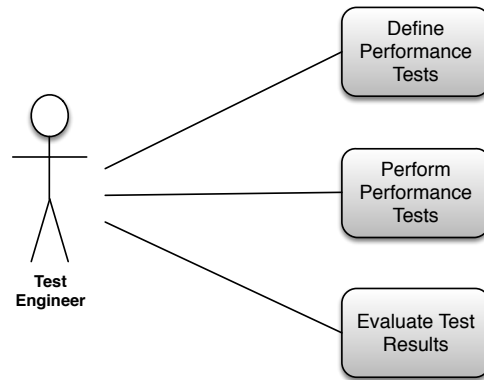 Define
Performance
Tests
Perform
Performance
Tests
Test
Engineer
Evaluate Test
Results